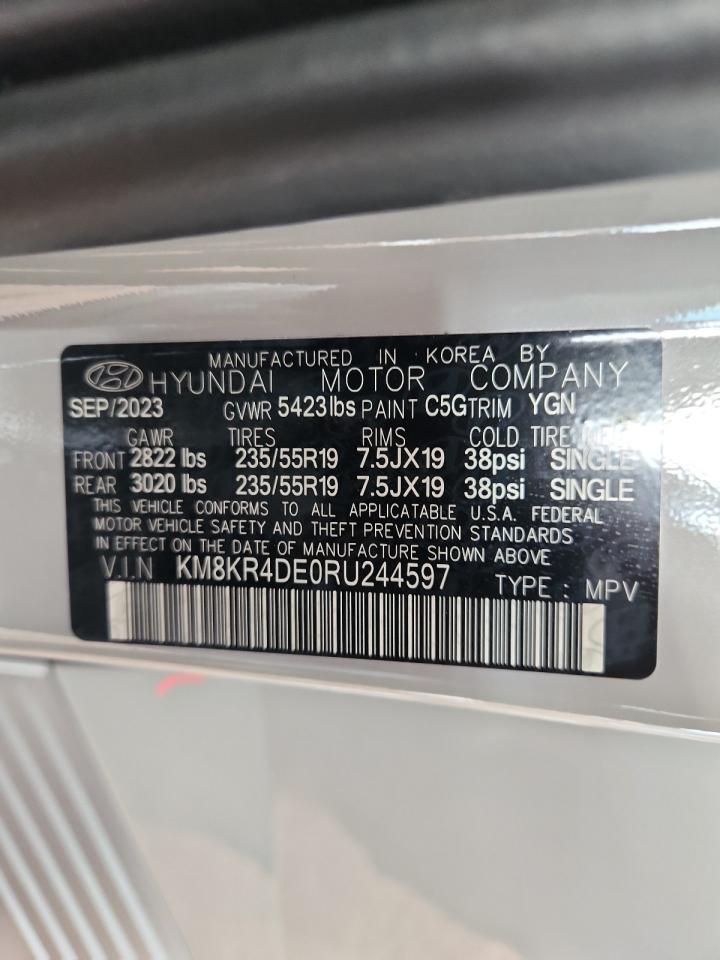 MANUFACTURED IN KOREA BY
HYUNDAI MOTOR COMPANY
SEP/2023 GVWR 5423lbs PAINT C5G TRIM YGN
GAWR TIRES RIMS COLD TIRE
FRONT 2822 lbs 235/55R19 7.5JX19 38psi SINGLE
REAR 3020 lbs 235/55R19 7.5JX19 38psi SINGLE
THIS VEHICLE CONFORMS TO ALL APPLICATABLE U.S.A. FEDERAL
MOTOR VEHICLE SAFETY AND THEFT PREVENTION STANDARDS
IN EFFECT ON THE DATE OF MANUFACTURE SHOWN ABOVE
V.I.N KM8KR4DE0RU244597 TYPE : MPV